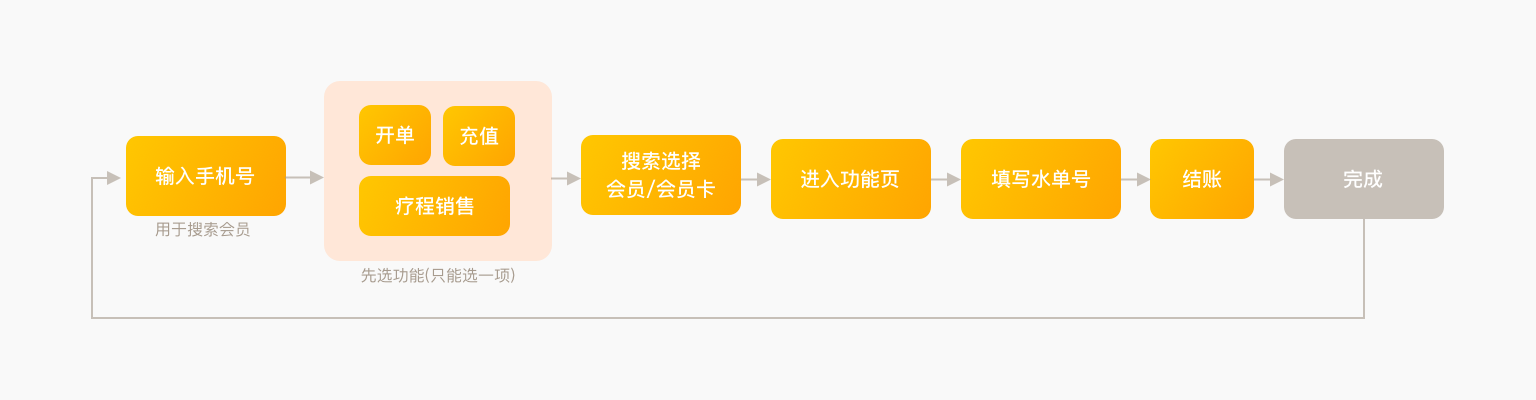 输入手机号
用于搜索会员
开单
充值
疗程销售
先选功能(只能选一项)
搜索选择
会员/会员卡
进入功能页
填写水单号
结账
完成